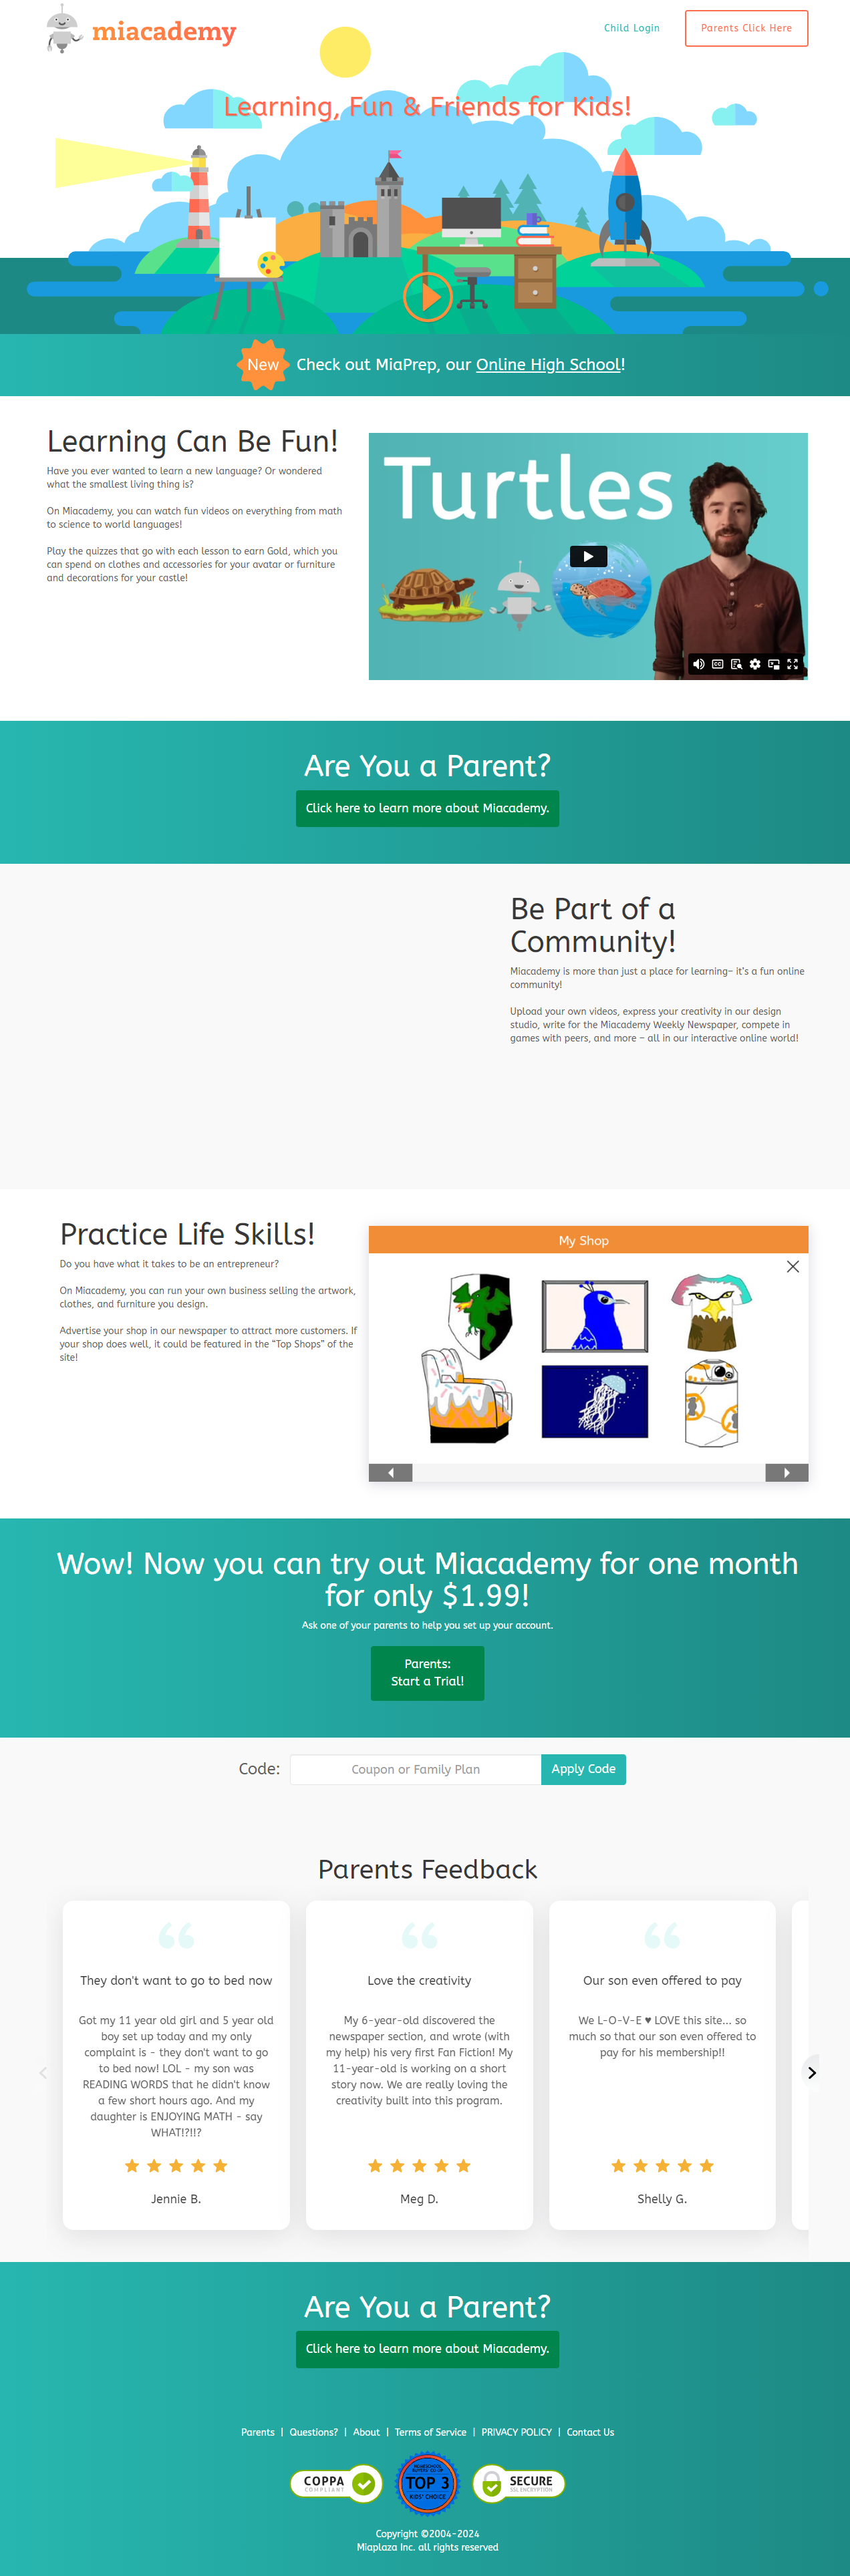 miacademy
Child Login
Parents Click Here
Learning, Fun & Friends for Kids!
New
Check out MiaPrep, our Online High School!
Learning Can Be Fun!
Have you ever wanted to learn a new language? Or wondered
what the smallest living thing is?
On Miacademy, you can watch fun videos on everything from math
to science to world languages!
Play the quizzes that go with each lesson to earn Gold, which you
can spend on clothes and accessories for your avatar or furniture
and decorations for your castle!
Turtles
CC
Are You a Parent?
Click here to learn more about Miacademy.
Be Part of a
Community!
Miacademy is more than just a place for learning– it's a fun online
community!
Upload your own videos, express your creativity in our design
studio, write for the Miacademy Weekly Newspaper, compete in
games with peers, and more – all in our interactive online world!
Practice Life Skills!
Do you have what it takes to be an entrepreneur?
On Miacademy, you can run your own business selling the artwork,
clothes, and furniture you design.
Advertise your shop in our newspaper to attract more customers. If
your shop does well, it could be featured in the “Top Shops” of the
site!
My Shop
Wow! Now you can try out Miacademy for one month
for only $1.99!
Ask one of your parents to help you set up your account.
Parents:
Start a Trial!
Code:
Coupon or Family Plan
Apply Code
Parents Feedback
They don't want to go to bed now
Got my 11 year old girl and 5 year old
boy set up today and my only
complaint is - they don't want to go
to bed now! LOL - my son was
READING WORDS that he didn't know
a few short hours ago. And my
daughter is ENJOYING MATH - say
WHAT!?!!?
Jennie B.
Love the creativity
My 6-year-old discovered the
newspaper section, and wrote (with
my help) his very first Fan Fiction! My
11-year-old is working on a short
story now. We are really loving the
creativity built into this program.
Meg D.
Our son even offered to pay
We L-O-V-E ♥ LOVE this site... so
much so that our son even offered to
pay for his membership!!
Shelly G.
Are You a Parent?
Click here to learn more about Miacademy.
Parents | Questions? | About | Terms of Service | PRIVACY POLICY | Contact Us
COPPA
COMPLIANT
HOMESCHOOL
BUYERS CO-OP
TOP 3
KIDS' CHOICE
SECURE
SSL ENCRYPTION
Copyright ©2004-2024
Miaplaza Inc. all rights reserved